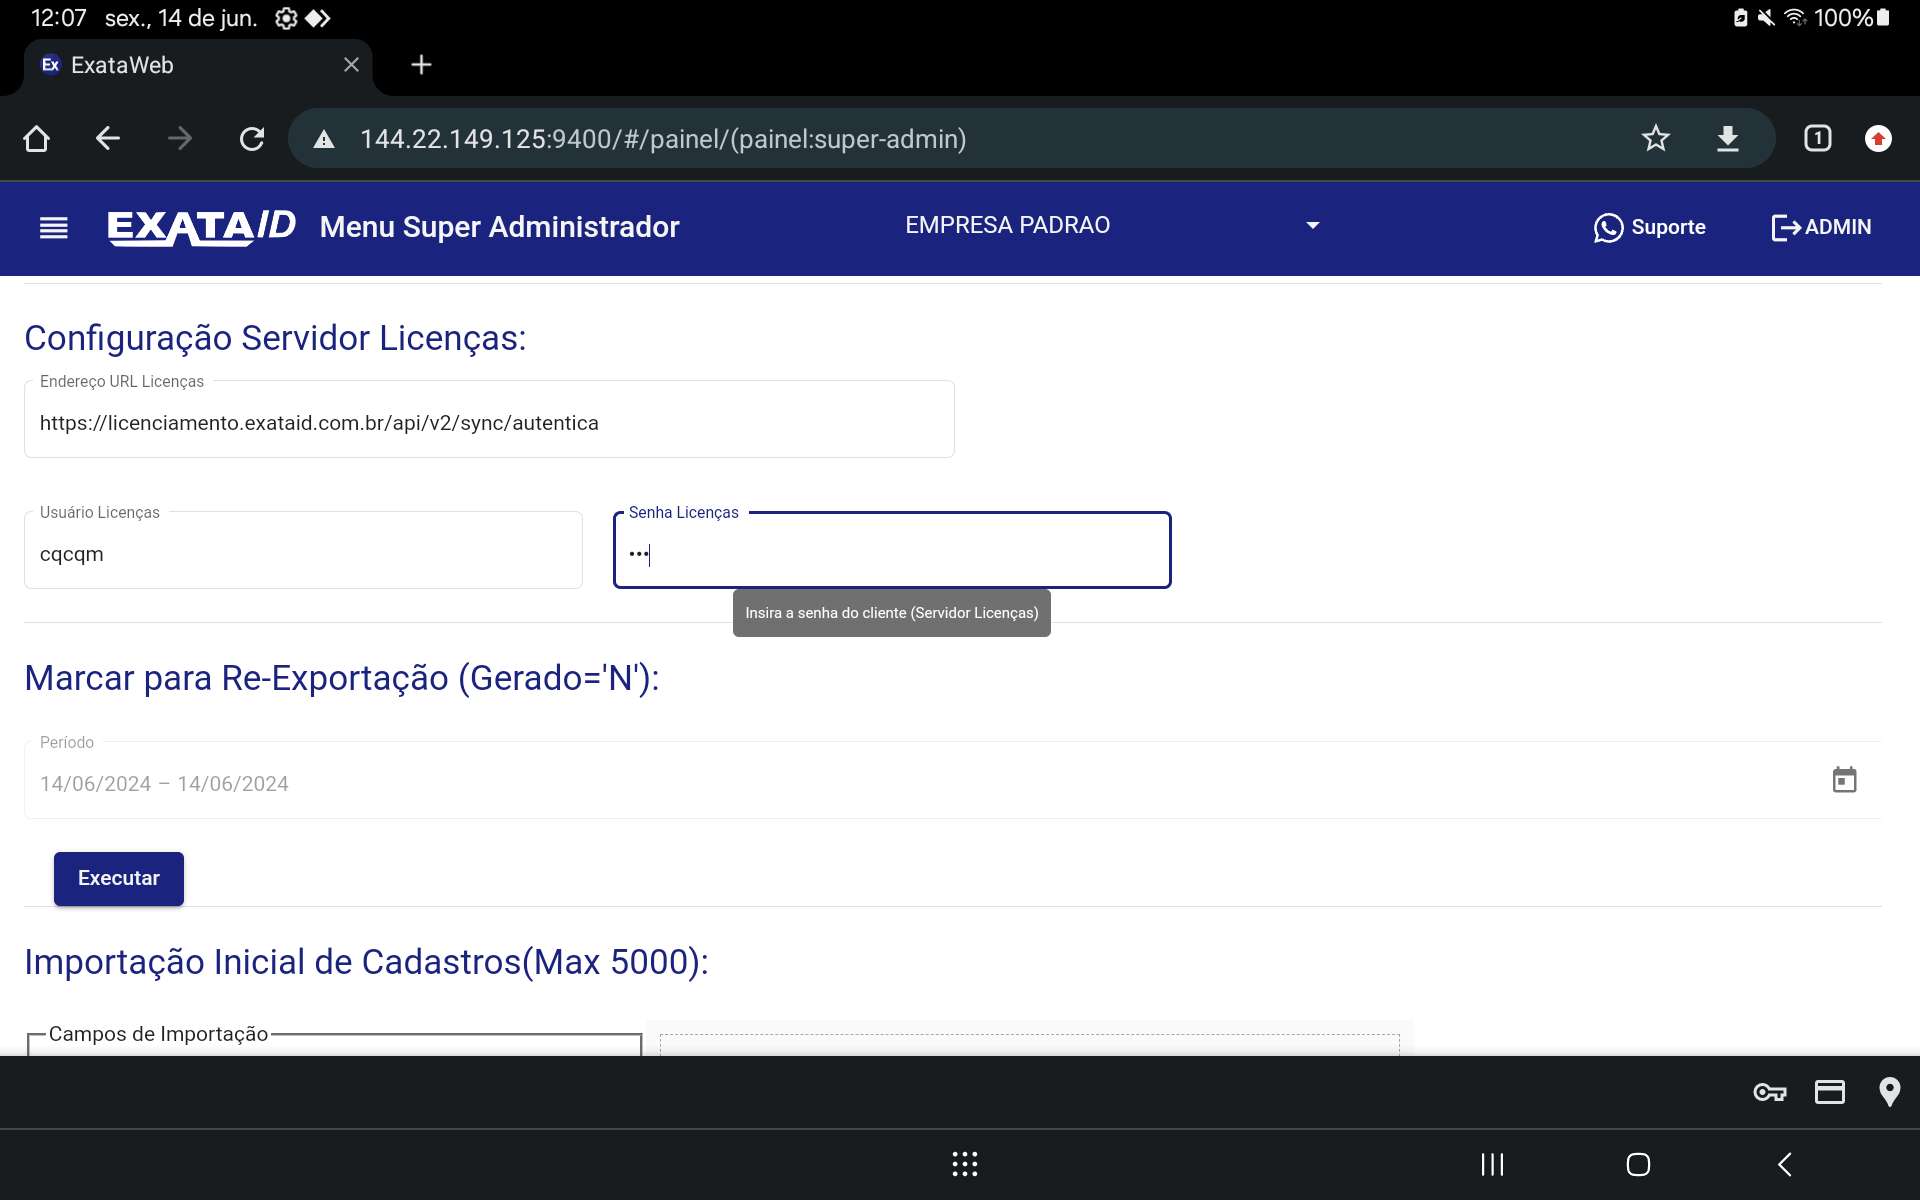 12:07 sex., 14 de jun. 100%
Ex ExataWeb
144.22.149.125:9400/#/painel/(painel:super-admin) 1
EXATAID Menu Super Administrador EMPRESA PADRAO Suporte ADMIN
Configuração Servidor Licenças:
Endereço URL Licenças
https://licenciamento.exataid.com.br/api/v2/sync/autentica
Usuário Licenças Senha Licenças
cqcqm •••
Insira a senha do cliente (Servidor Licenças)
Marcar para Re-Exportação (Gerado='N'):
Período
14/06/2024 – 14/06/2024
Executar
Importação Inicial de Cadastros(Max 5000):
Campos de Importação